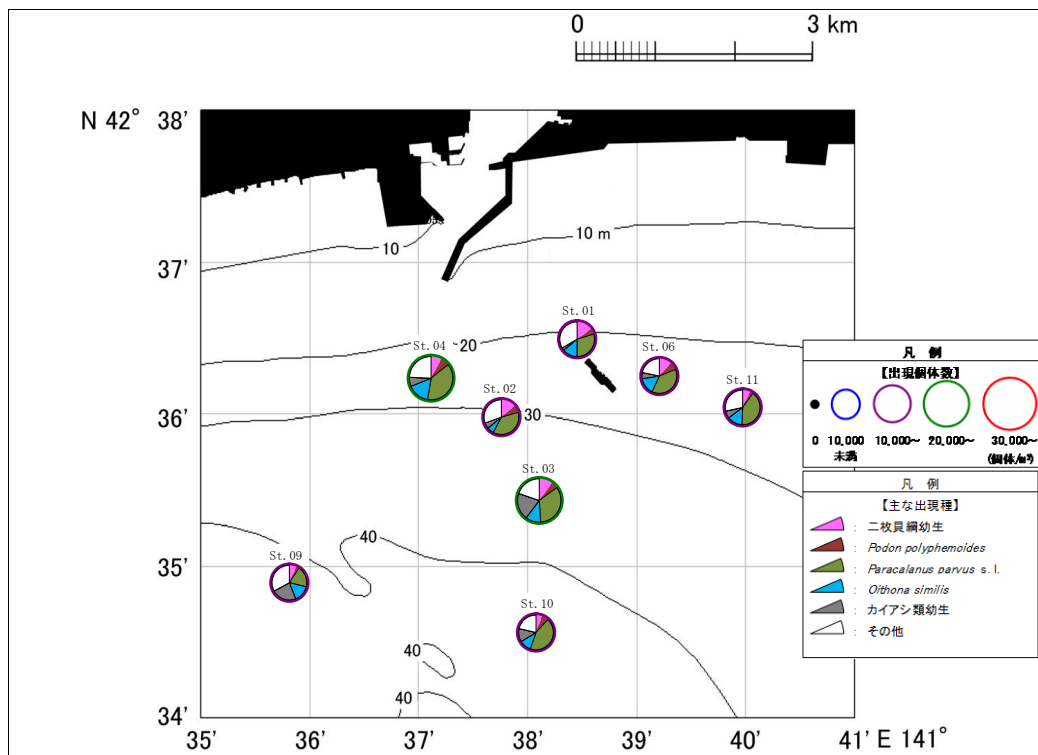 0 3 km
N 42° 38'
10
10 m
37'
St.01
St.04
20
St.06
St.02
St.11
36'
30
St.03
40
35'
St.09
St.10
40
40
34'
35' 36' 37' 38' 39' 40' 41' E 141°
凡 例
【出現個体数】
0 10,000未満 10,000～ 20,000～ 30,000～
(個体/m³)
凡 例
【主な出現種】
: 二枚貝綱幼生
: Podon polyphemoides
: Paracalanus parvus s. l.
: Oithona similis
: カイアシ類幼生
: その他